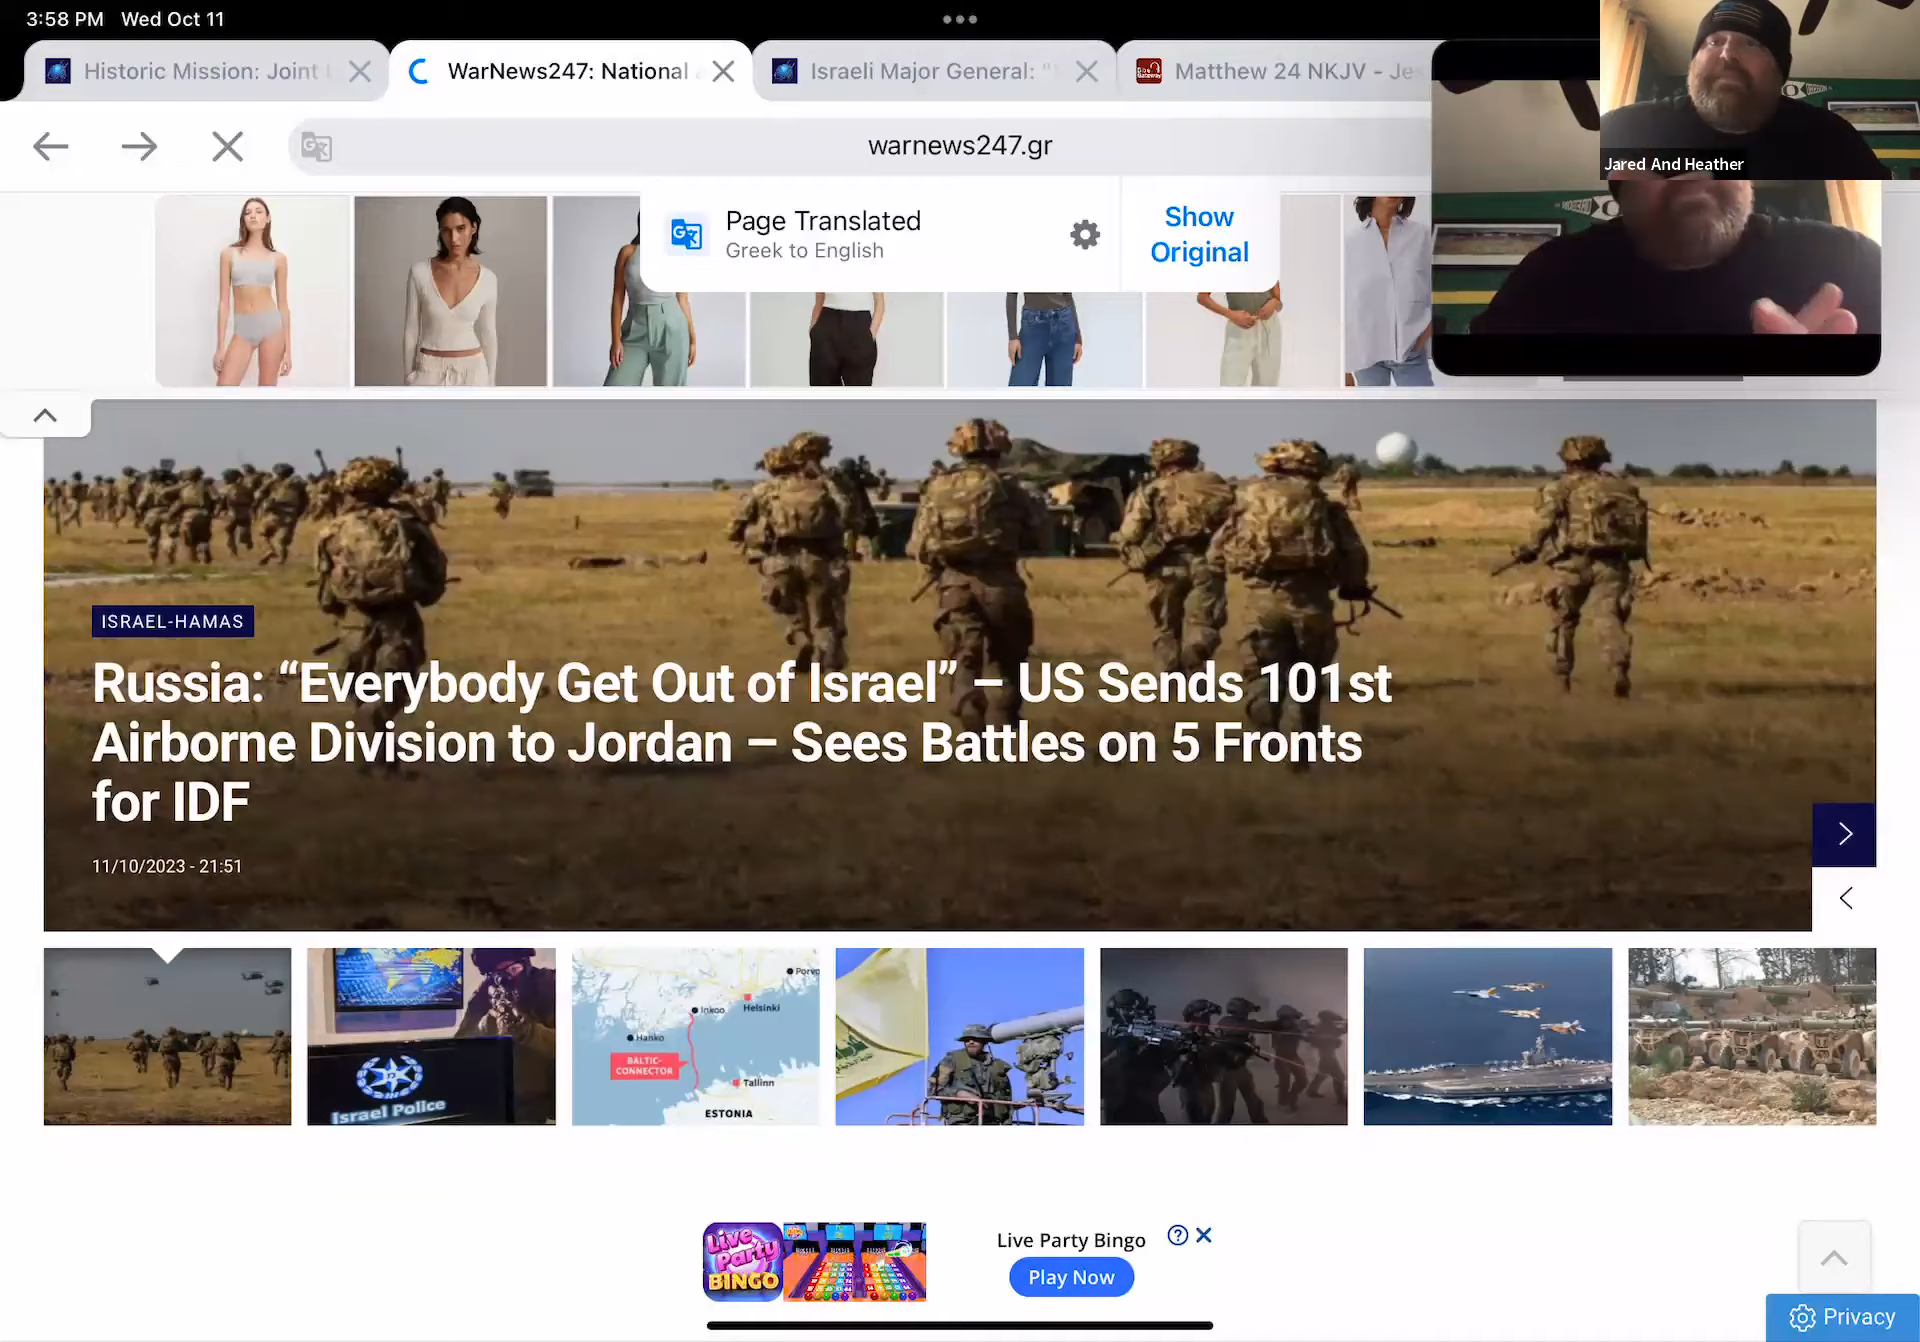 3:58 PM Wed Oct 11
Historic Mission: Joint
WarNews247: National
Israeli Major General: "
Matthew 24 NKJV - Jes
warnews247.gr
Jared And Heather
Page Translated
Greek to English
Show
Original
ISRAEL-HAMAS
Russia: “Everybody Get Out of Israel” – US Sends 101st
Airborne Division to Jordan – Sees Battles on 5 Fronts
for IDF
11/10/2023 - 21:51
Israel Police
Porvo
Inkoo
Helsinki
Hanko
BALTIC-
CONNECTOR
Tallinn
ESTONIA
Live
Party
BINGO
Live Party Bingo
Play Now
Privacy